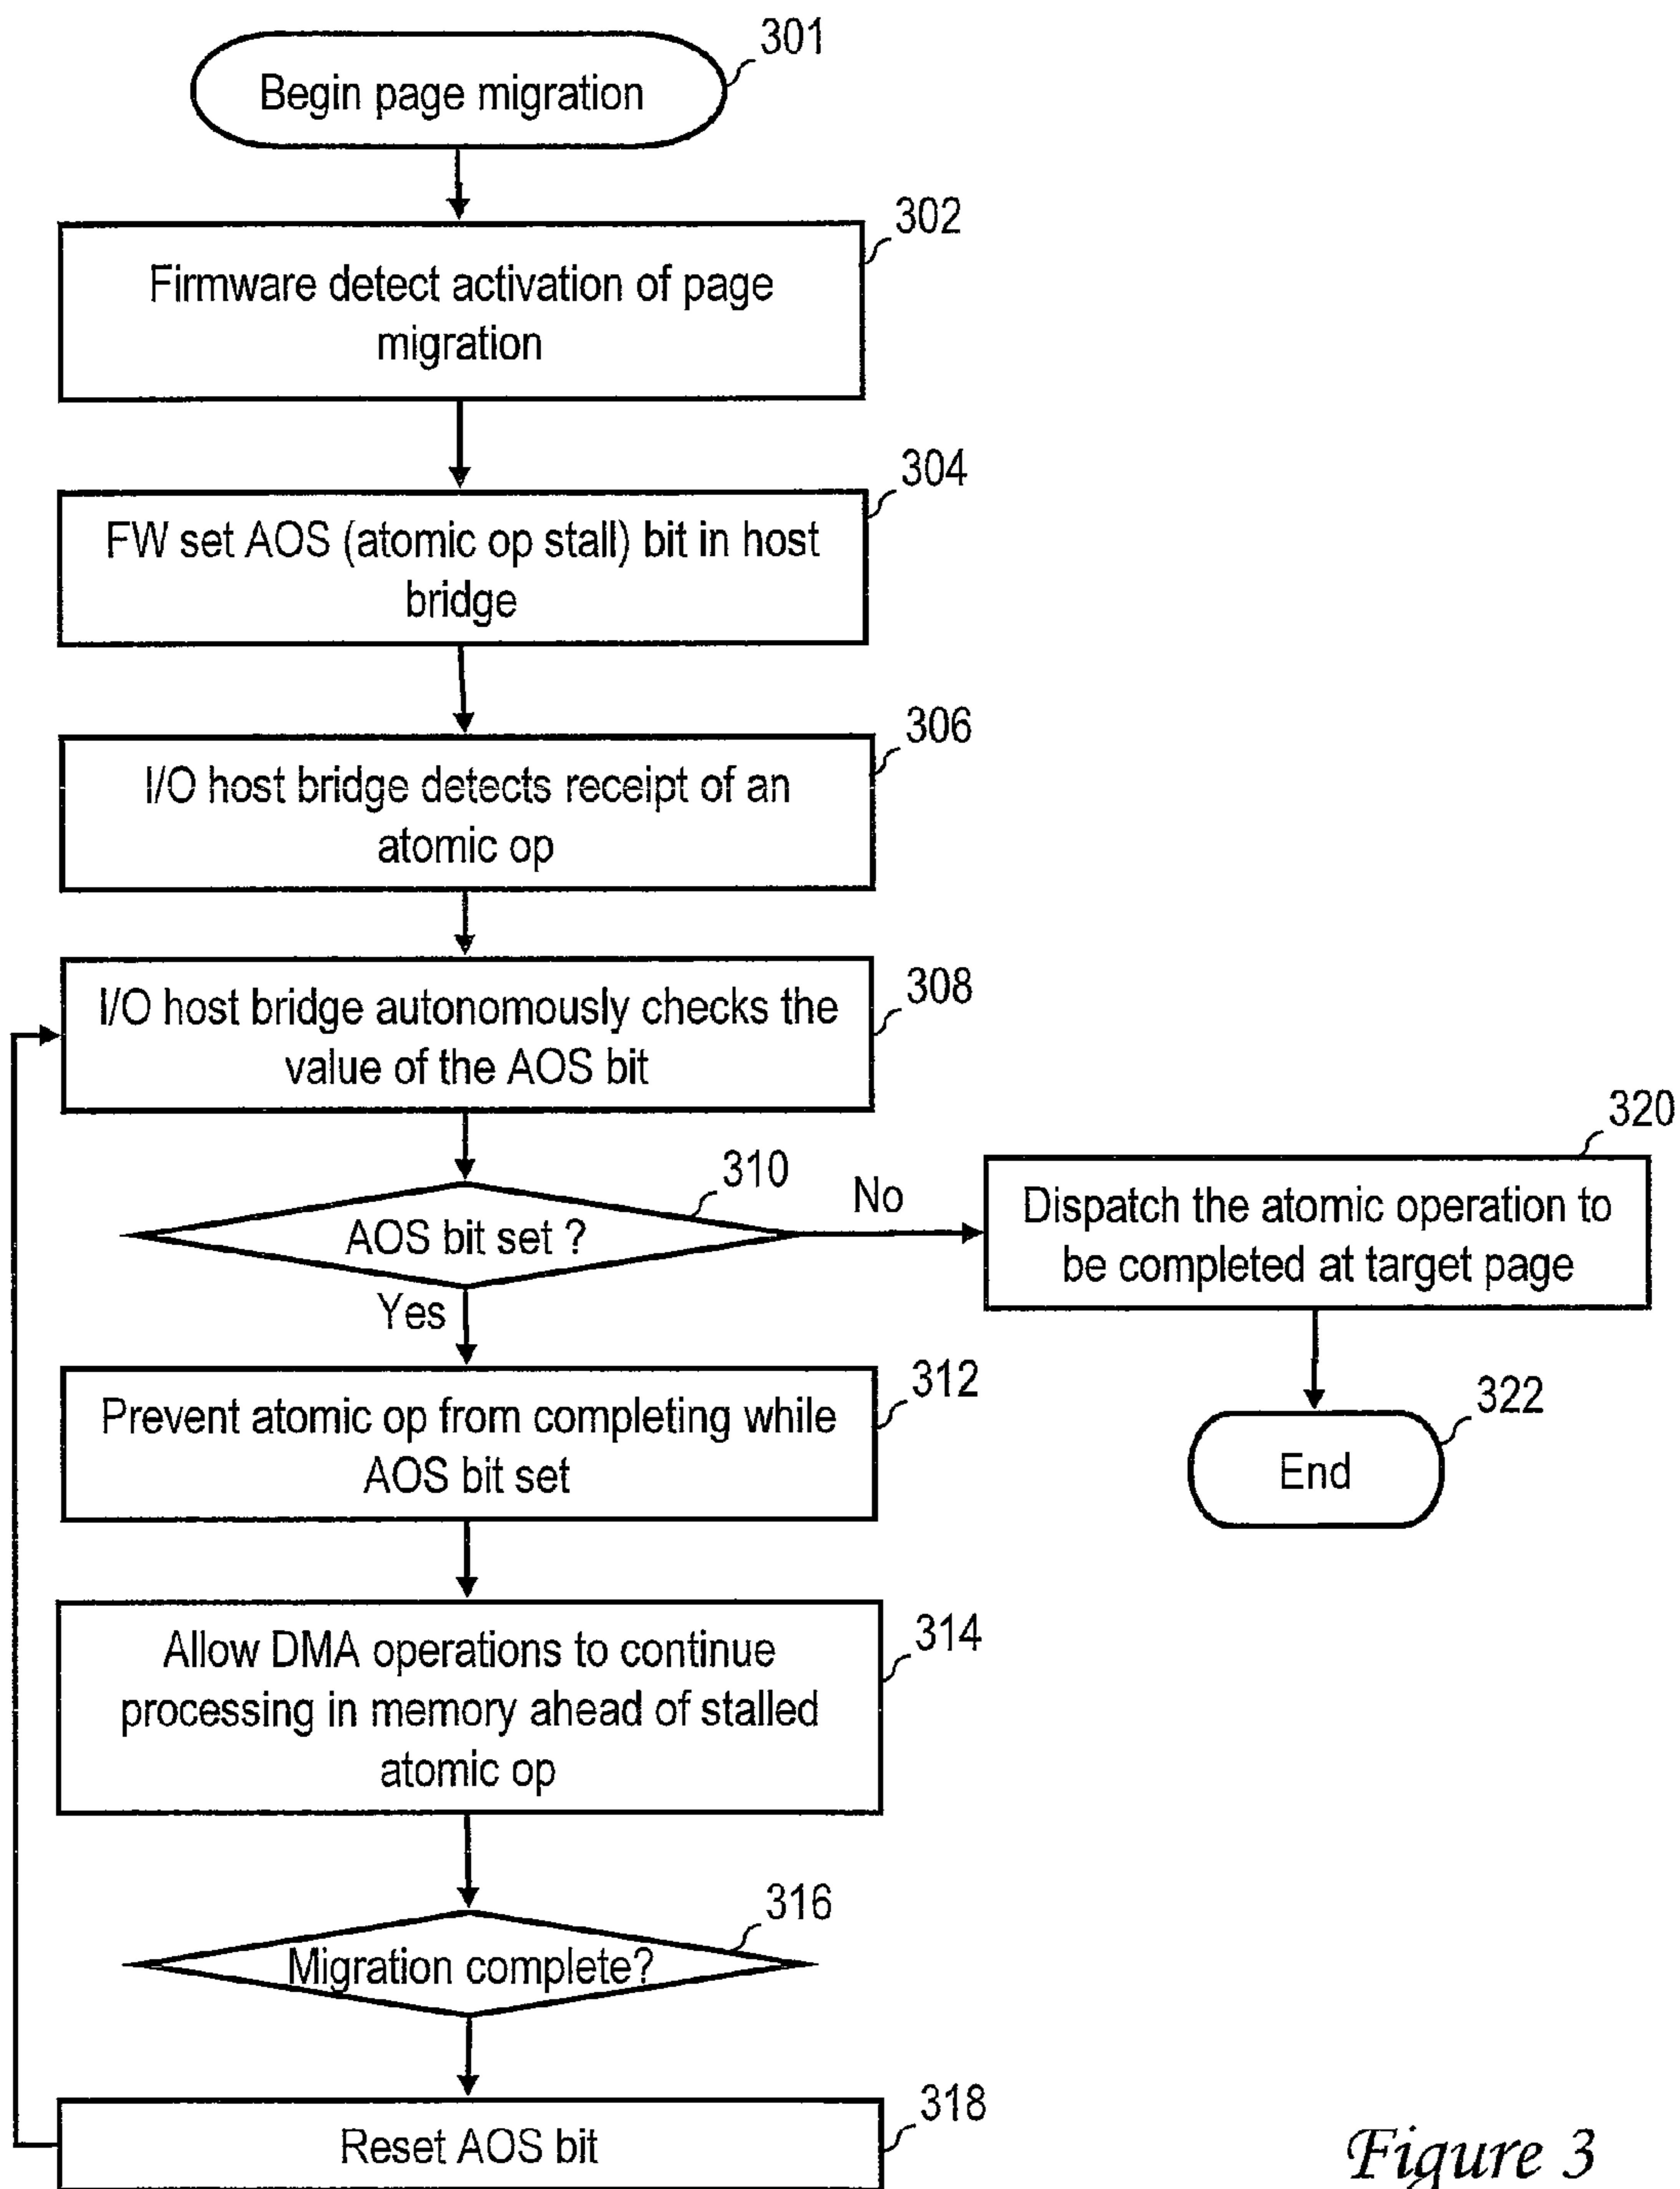 301
Begin page migration
302
Firmware detect activation of page
migration
304
FW set AOS (atomic op stall) bit in host
bridge
306
I/O host bridge detects receipt of an
atomic op
308
I/O host bridge autonomously checks the
value of the AOS bit
310
AOS bit set ?
No
Yes
320
Dispatch the atomic operation to
be completed at target page
322
End
312
Prevent atomic op from completing while
AOS bit set
314
Allow DMA operations to continue
processing in memory ahead of stalled
atomic op
316
Migration complete?
318
Reset AOS bit
Figure 3